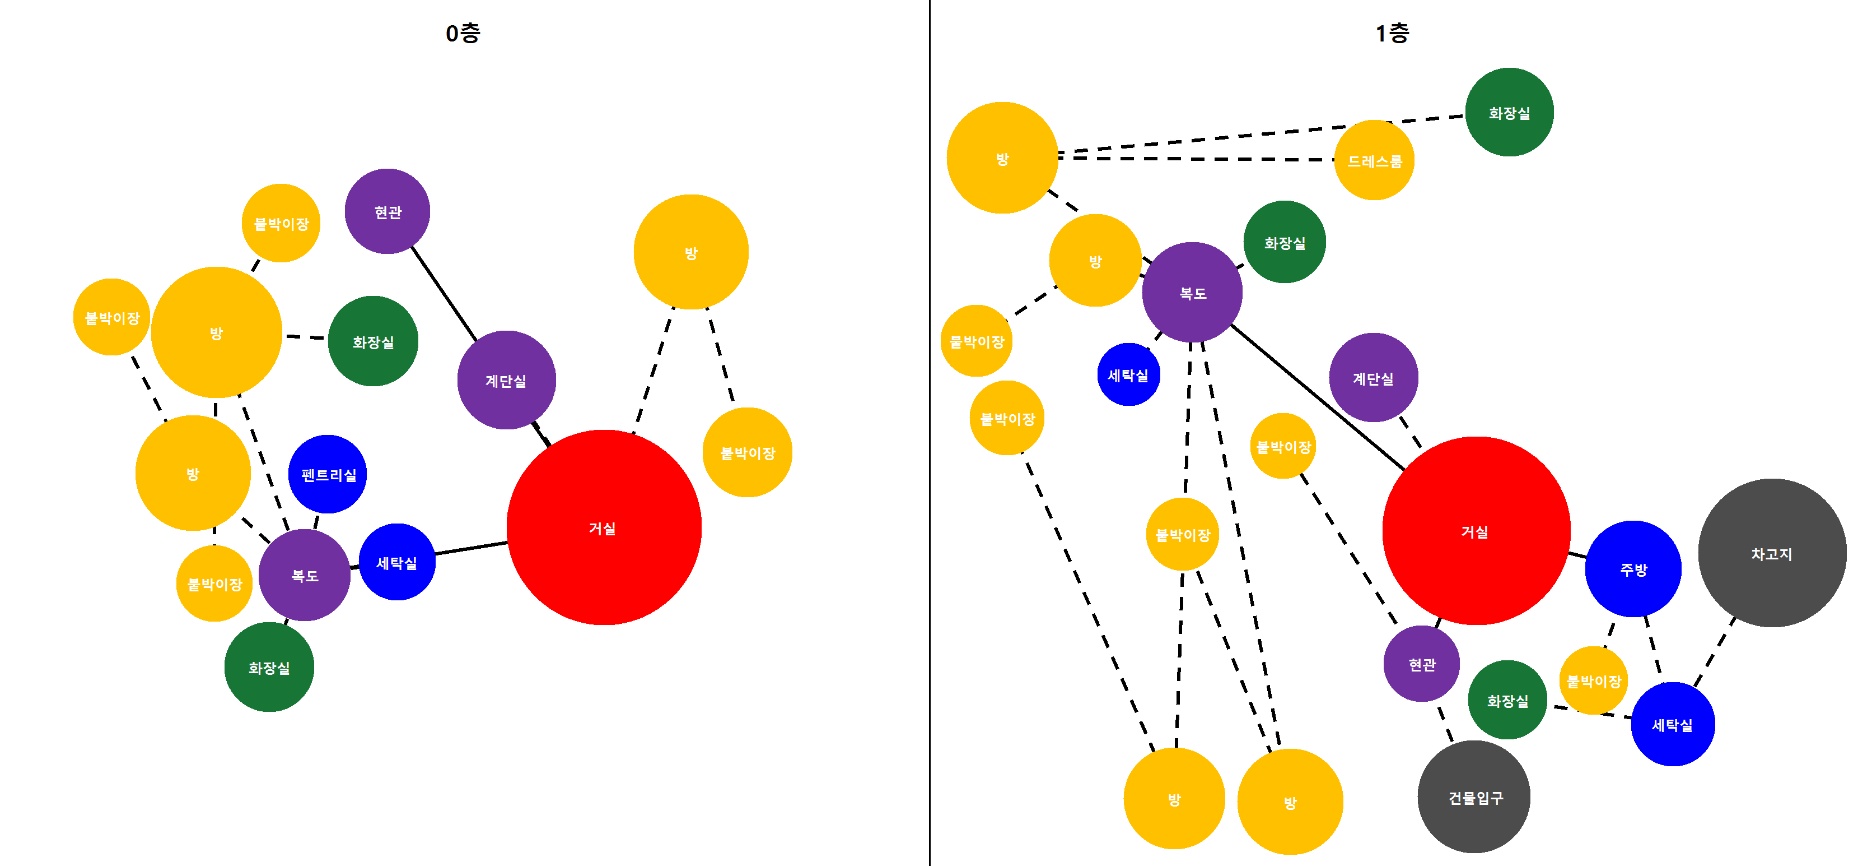 0층
현관
붙박이장
방
붙박이장
방
화장실
계단실
붙박이장
방
펜트리실
거실
세탁실
복도
붙박이장
화장실
1층
화장실
방
드레스룸
화장실
방
복도
붙박이장
세탁실
계단실
붙박이장
붙박이장
거실
붙박이장
차고지
주방
현관
붙박이장
화장실
세탁실
방
방
건물입구